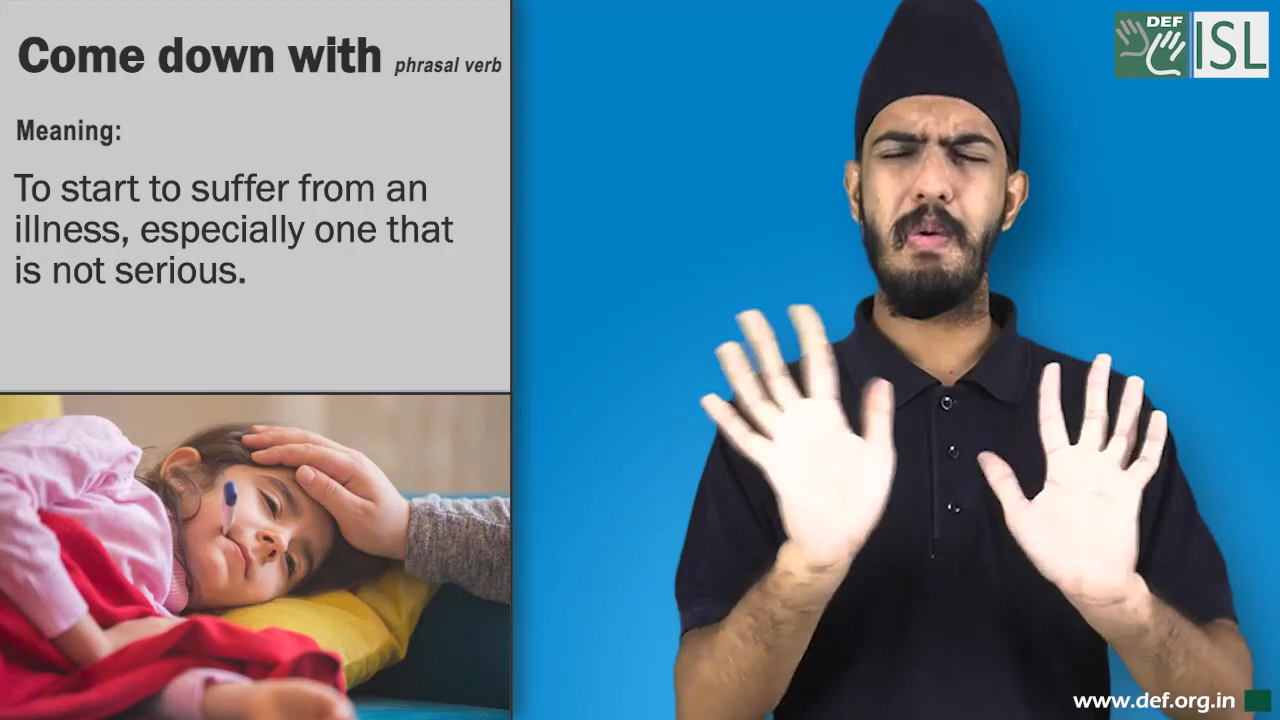 Come down with phrasal verb
Meaning:
To start to suffer from an
illness, especially one that
is not serious.
DEF
ISL
www.def.org.in